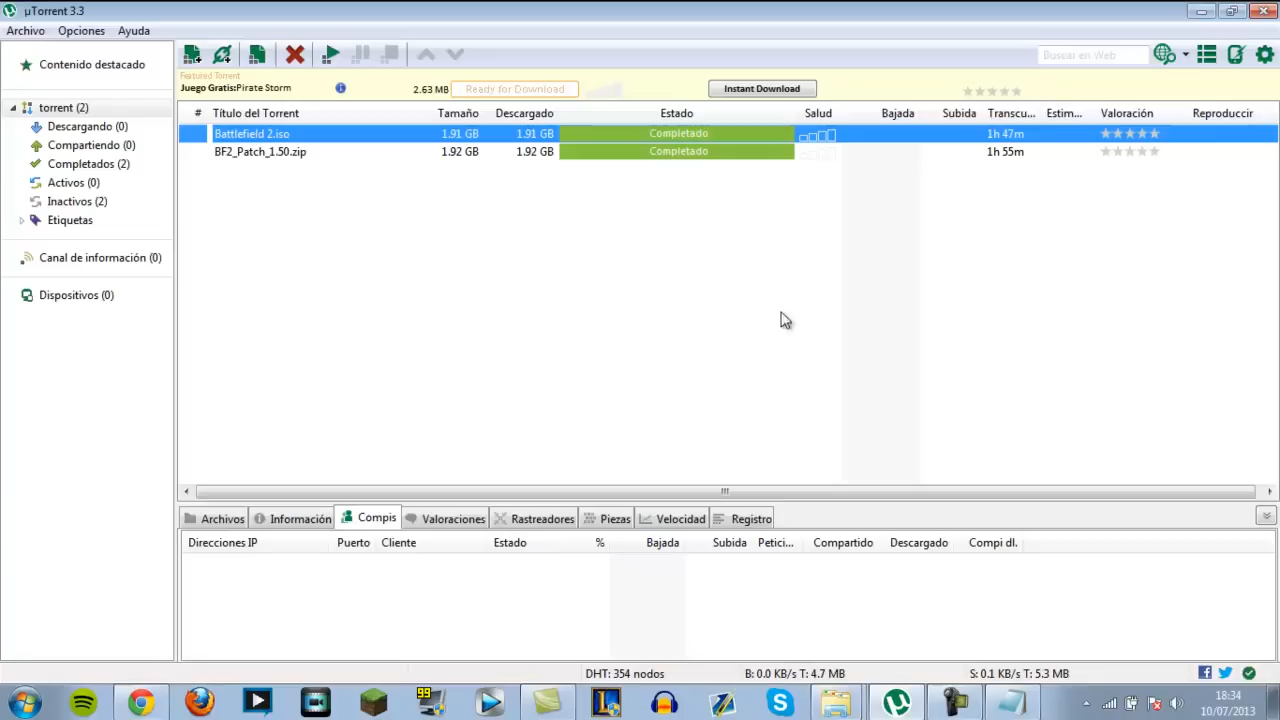 µTorrent 3.3
Archivo Opciones Ayuda
Contenido destacado
Buscar en Web
Featured Torrent
Juego Gratis:Pirate Storm 2.63 MB Ready for Download Instant Download
torrent (2)
Descargando (0)
Compartiendo (0)
Completados (2)
Activos (0)
Inactivos (2)
Etiquetas
Canal de información (0)
Dispositivos (0)
# Título del Torrent Tamaño Descargado Estado Salud Bajada Subida Transcu... Estim... Valoración Reproducir
Battlefield 2.iso 1.91 GB 1.91 GB Completado 1h 47m
BF2_Patch_1.50.zip 1.92 GB 1.92 GB Completado 1h 55m
Archivos Información Compis Valoraciones Rastreadores Piezas Velocidad Registro
Direcciones IP Puerto Cliente Estado % Bajada Subida Petici... Compartido Descargado Compi dl.
DHT: 354 nodos B: 0.0 KB/s T: 4.7 MB S: 0.1 KB/s T: 5.3 MB
99
18:34
10/07/2013